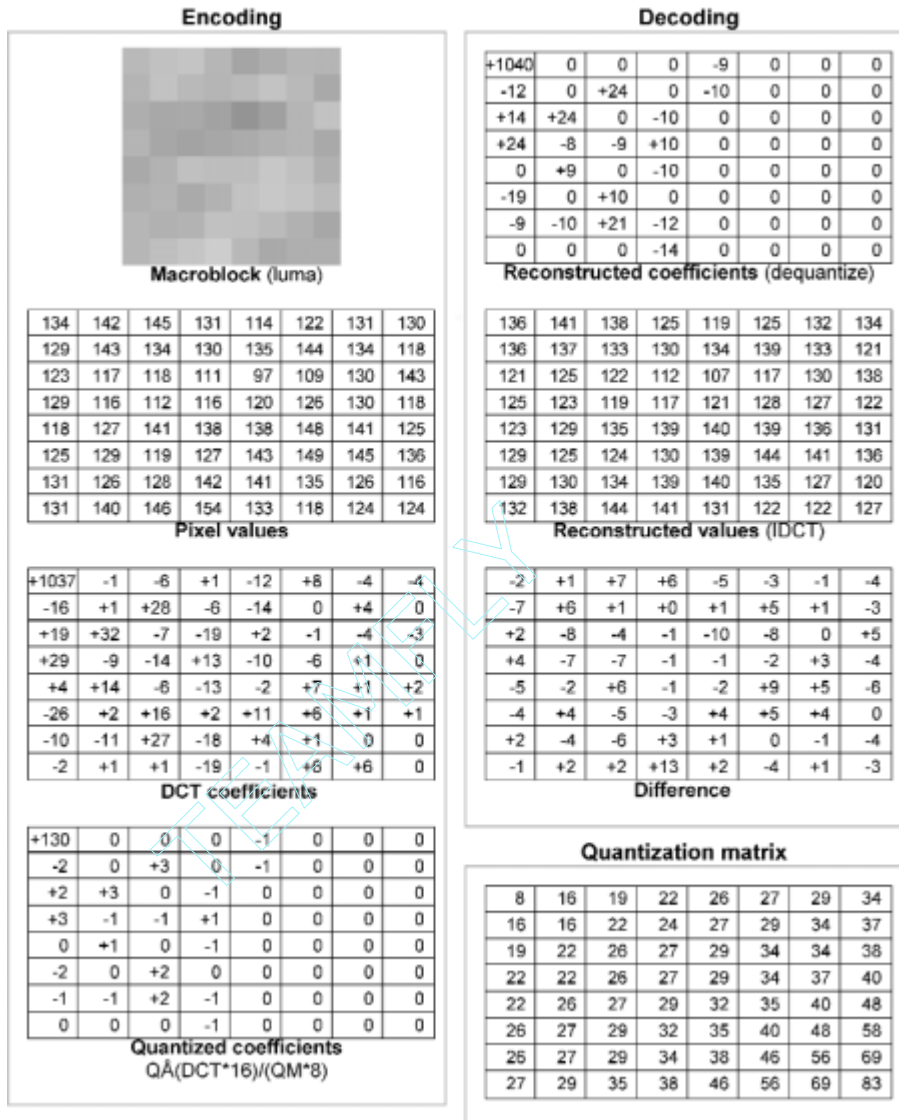 Encoding
Macroblock (luma)
134 142 145 131 114 122 131 130
129 143 134 130 135 144 134 118
123 117 118 111 97 109 130 143
129 116 112 116 120 126 130 118
118 127 141 138 138 148 141 125
125 129 119 127 143 149 145 136
131 126 128 142 141 135 126 116
131 140 146 154 133 118 124 124
Pixel values
+1037 -1 -6 +1 -12 +8 -4 -4
-16 +1 +28 -6 -14 0 +4 0
+19 +32 -7 -19 +2 -1 -4 -3
+29 -9 -14 +13 -10 -6 +1 0
+4 +14 -6 -13 -2 +7 +1 +2
-26 +2 +16 +2 +11 +6 +1 +1
-10 -11 +27 -18 +4 +1 0 0
-2 +1 +1 -19 -1 +6 +6 0
DCT coefficients
+130 0 0 0 -1 0 0 0
-2 0 +3 0 -1 0 0 0
+2 +3 0 -1 0 0 0 0
+3 -1 -1 +1 0 0 0 0
0 +1 0 -1 0 0 0 0
-2 0 +2 0 0 0 0 0
-1 -1 +2 -1 0 0 0 0
0 0 0 -1 0 0 0 0
Quantized coefficients
QÅ(DCT*16)/(QM*8)
Decoding
+1040 0 0 0 -9 0 0 0
-12 0 +24 0 -10 0 0 0
+14 +24 0 -10 0 0 0 0
+24 -8 -9 +10 0 0 0 0
0 +9 0 -10 0 0 0 0
-19 0 +10 0 0 0 0 0
-9 -10 +21 -12 0 0 0 0
0 0 0 -14 0 0 0 0
Reconstructed coefficients (dequantize)
136 141 138 125 119 125 132 134
136 137 133 130 134 139 133 121
121 125 122 112 107 117 130 138
125 123 119 117 121 128 127 122
123 129 135 139 140 139 136 131
129 125 124 130 139 144 141 136
129 130 134 139 140 135 127 120
132 138 144 141 131 122 122 127
Reconstructed values (IDCT)
-2 +1 +7 +6 -5 -3 -1 -4
-7 +6 +1 +0 +1 +5 +1 -3
+2 -8 -4 -1 -10 -8 0 +5
+4 -7 -7 -1 -1 -2 +3 -4
-5 -2 +6 -1 -2 +9 +5 -6
-4 +4 -5 -3 +4 +5 +4 0
+2 -4 -6 +3 +1 0 -1 -4
-1 +2 +2 +13 +2 -4 +1 -3
Difference
Quantization matrix
8 16 19 22 26 27 29 34
16 16 22 24 27 29 34 37
19 22 26 27 29 34 34 38
22 22 26 27 29 34 37 40
22 26 27 29 32 35 40 48
26 27 29 32 35 40 48 58
26 27 29 34 38 46 56 69
27 29 35 38 46 56 69 83
TEAMFLY